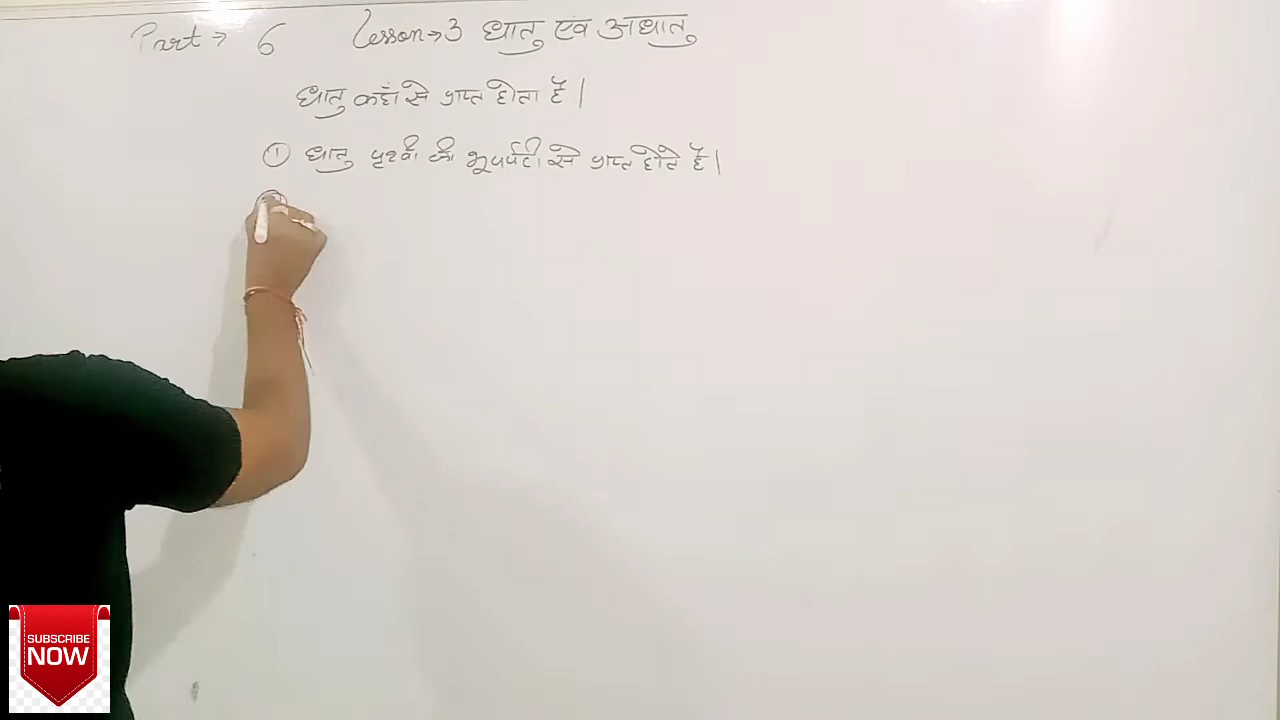 Part → 6 Lesson → 3 धातु एवं अधातु
धातु कहाँ से प्राप्त होता है |
① धातु पृथ्वी की भूपर्पटी से प्राप्त होते है |
SUBSCRIBE
NOW